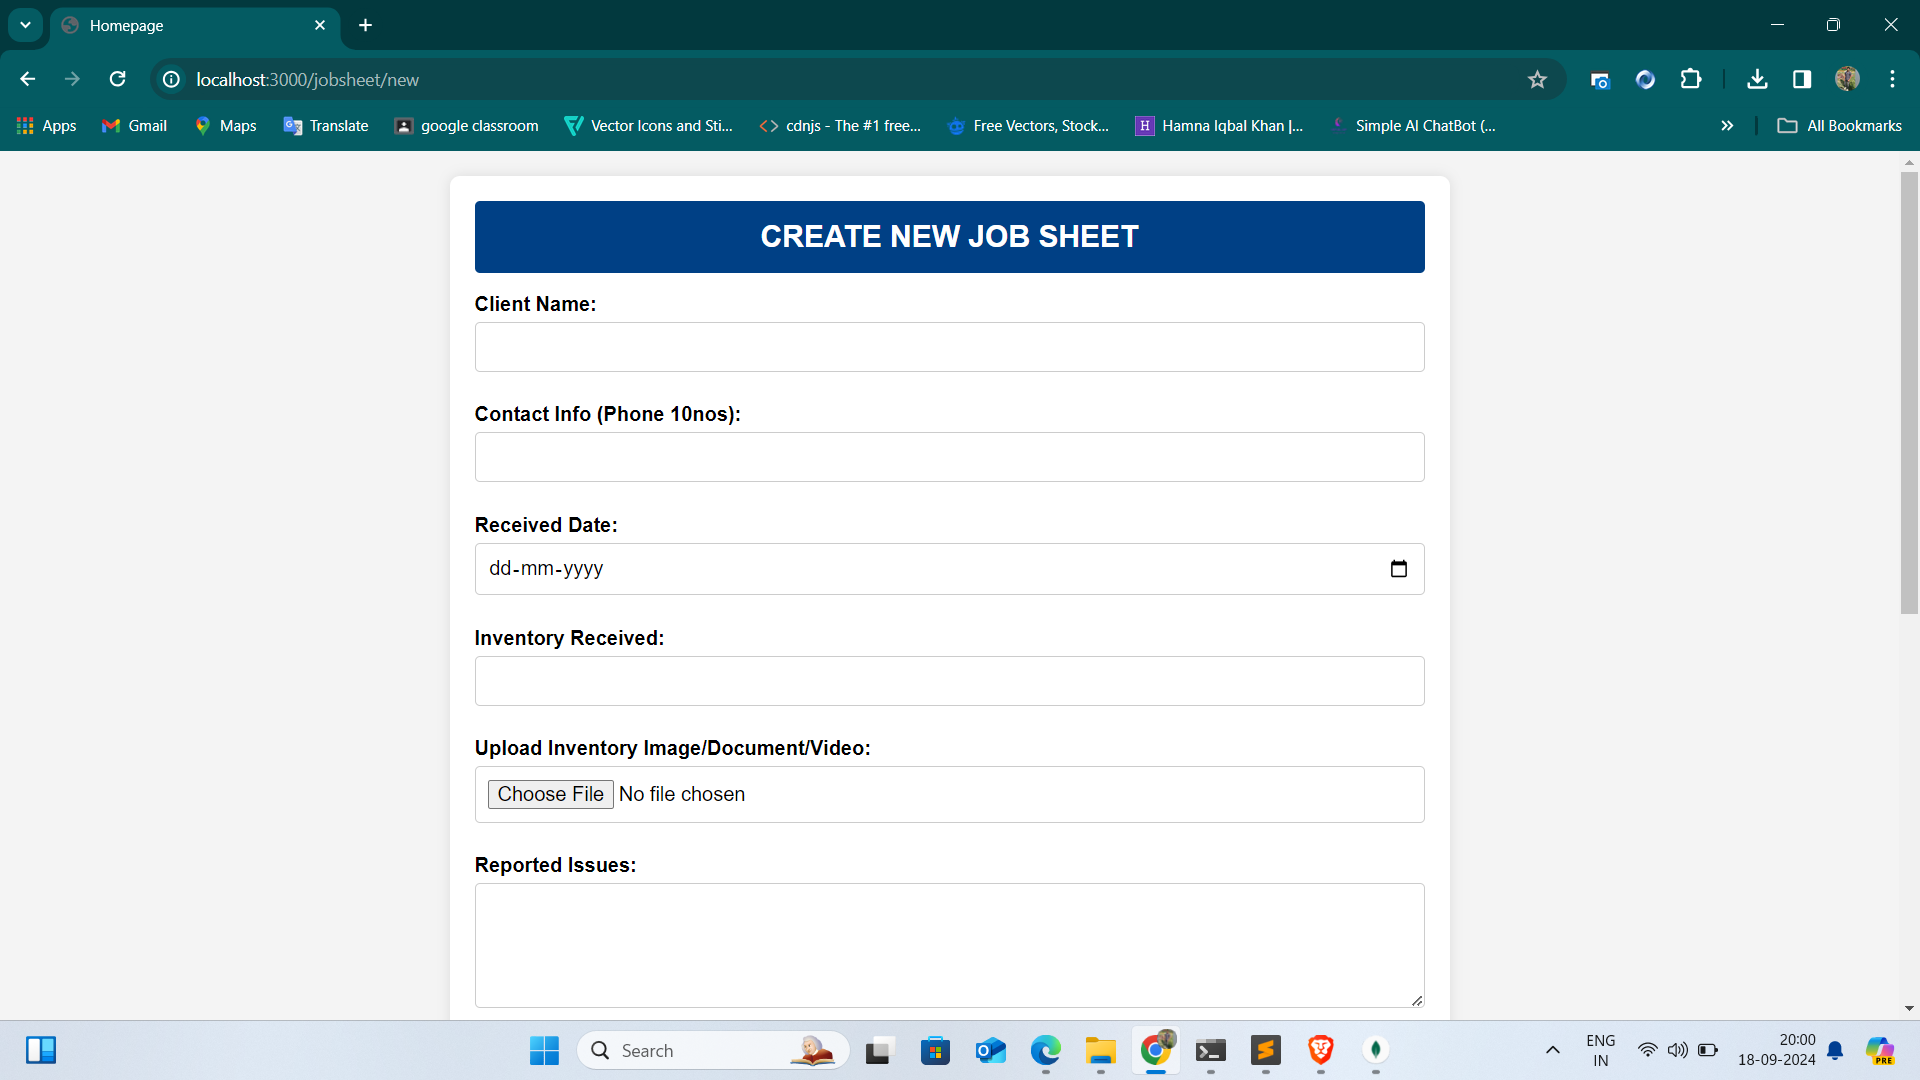 Homepage
localhost:3000/jobsheet/new
Apps
Gmail
Maps
Translate
google classroom
Vector Icons and Sti...
cdnjs - The #1 free...
Free Vectors, Stock...
H
Hamna Iqbal Khan |...
Simple AI ChatBot (...
All Bookmarks
CREATE NEW JOB SHEET
Client Name:
Contact Info (Phone 10nos):
Received Date:
dd-mm-yyyy
Inventory Received:
Upload Inventory Image/Document/Video:
Choose File No file chosen
Reported Issues:
Search
ENG
IN
20:00
18-09-2024
PRE